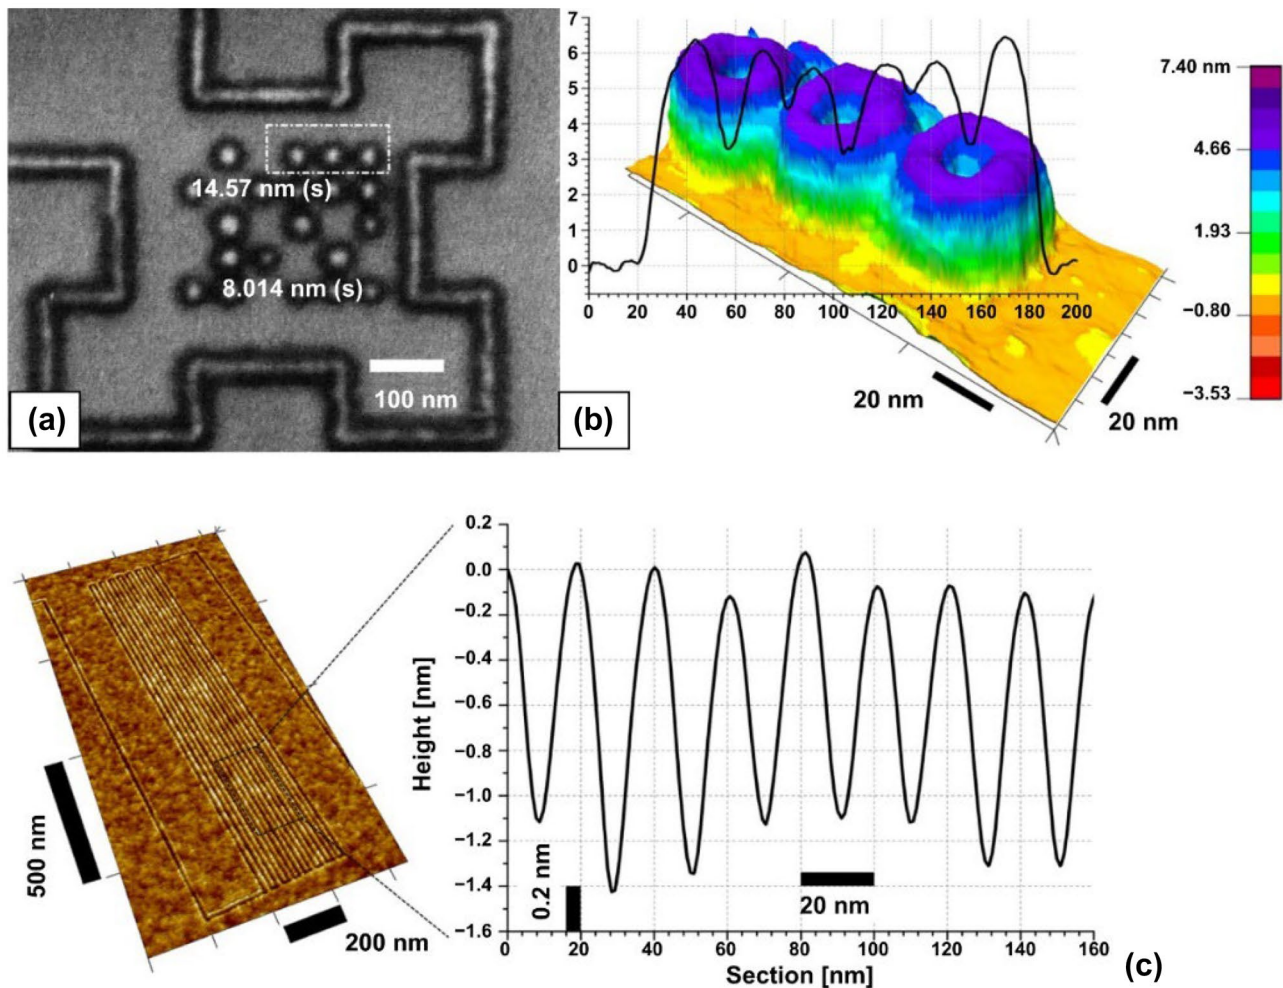 14.57 nm (s)
8.014 nm (s)
100 nm
(a)
7
6
5
4
3
2
1
0
0 20 40 60 80 100 120 140 160 180 200
20 nm
20 nm
7.40 nm
4.66
1.93
−0.80
−3.53
(b)
500 nm
200 nm
Height [nm]
0.2
0.0
−0.2
−0.4
−0.6
−0.8
−1.0
−1.2
−1.4
−1.6
0.2 nm
20 nm
0 20 40 60 80 100 120 140 160
Section [nm]
(c)